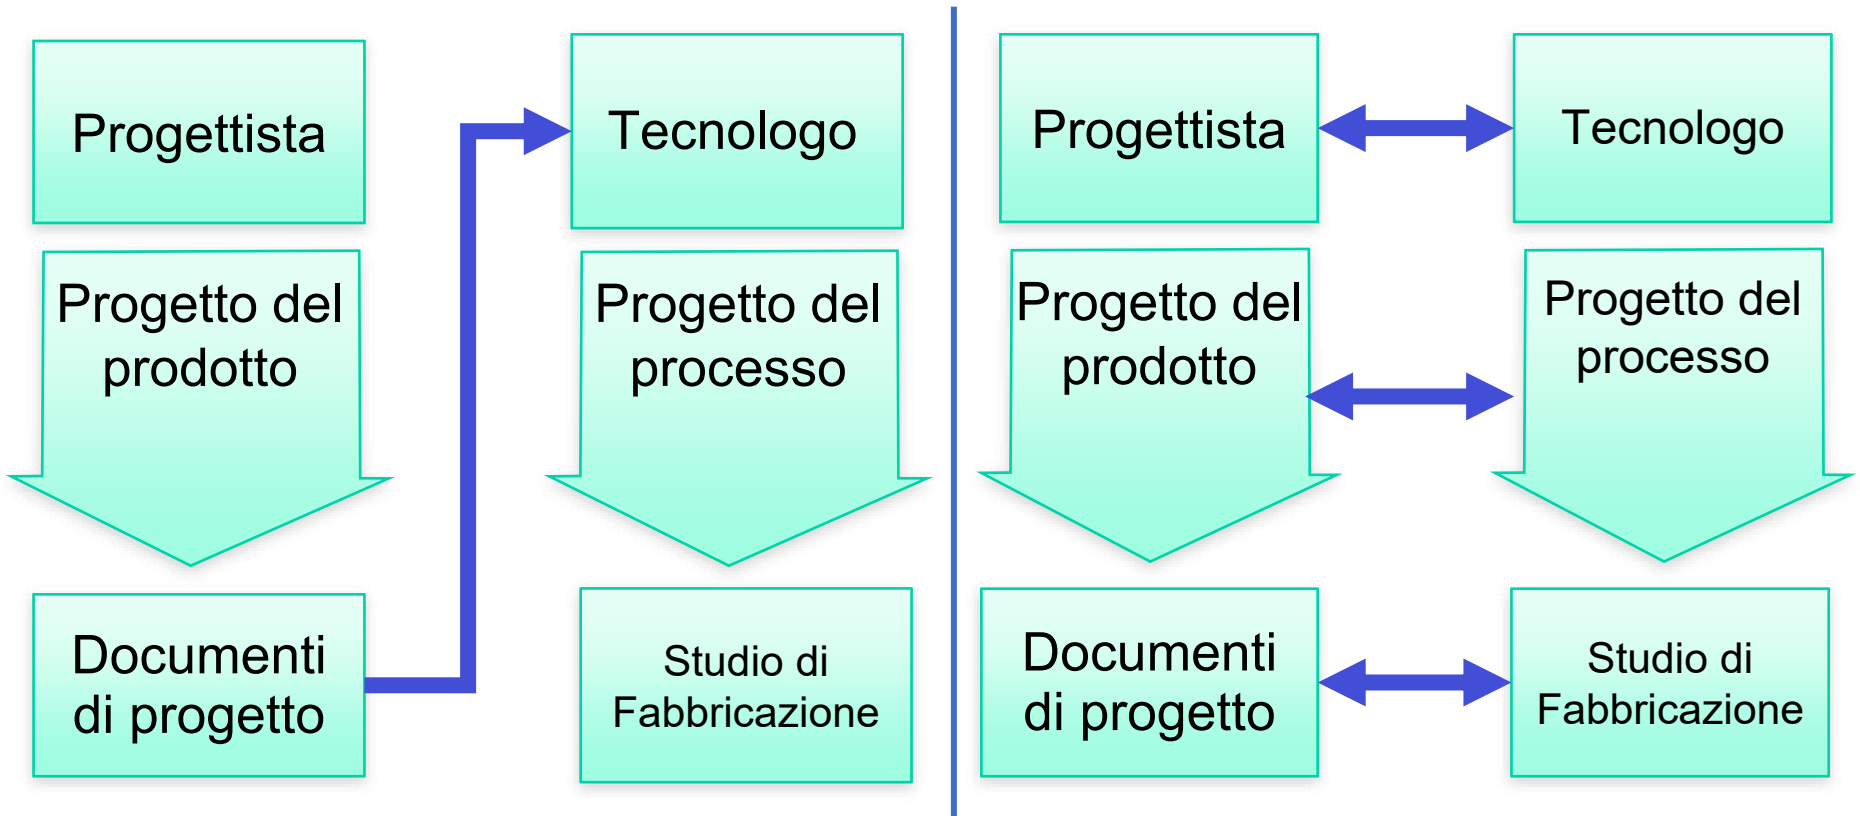 Progettista
Progetto del
prodotto
Documenti
di progetto
Tecnologo
Progetto del
processo
Studio di
Fabbricazione
Progettista
Progetto del
prodotto
Documenti
di progetto
Tecnologo
Progetto del
processo
Studio di
Fabbricazione